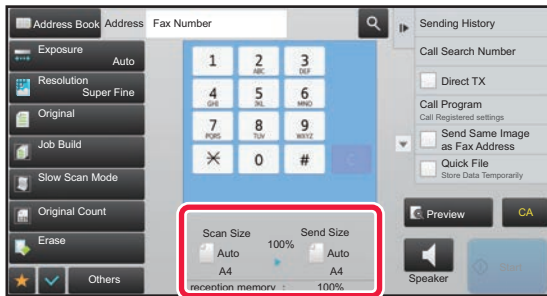 Address Book Address Fax Number
Exposure
Auto
Resolution
Super Fine
Original
Job Build
Slow Scan Mode
Original Count
Erase
Others
1 2 3
ABC DEF
4 5 6
GHI JKL MNO
7 8 9
PQRS TUV WXYZ
0 # C
Scan Size 100% Send Size
Auto Auto
A4 A4
reception memory : 100%
Sending History
Call Search Number
Direct TX
Call Program
Call Registered settings
Send Same Image
as Fax Address
Quick File
Store Data Temporarily
Preview CA
Speaker Start